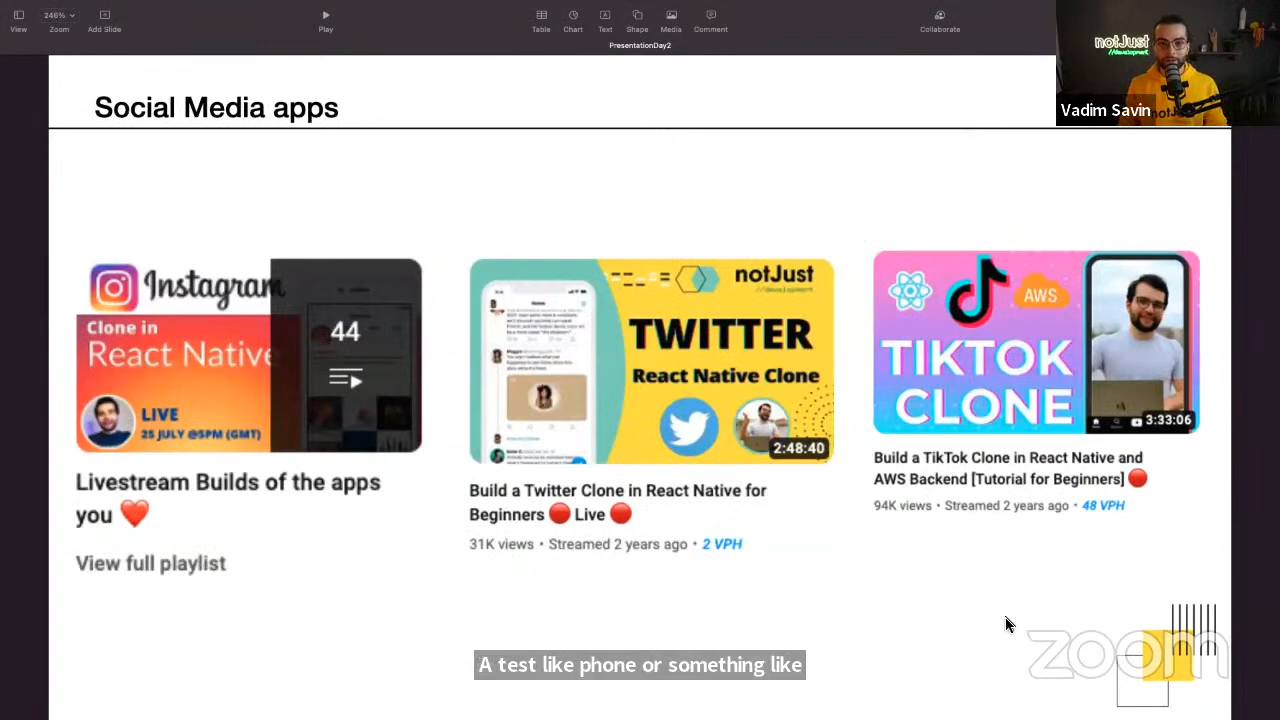 246%
View
Zoom
Add Slide
Play
Table
Chart
Text
Shape
Media
Comment
Collaborate
PresentationDay2
notJust
//development
Vadim Savin
Social Media apps
Instagram
Clone in
React Native
LIVE
25 JULY @5PM (GMT)
44
Livestream Builds of the apps
you ❤️
View full playlist
Home
notJust
//development
TWITTER
React Native Clone
2:48:40
Build a Twitter Clone in React Native for
Beginners 🔴 Live 🔴
31K views • Streamed 2 years ago • 2 VPH
AWS
TIKTOK
CLONE
3:33:06
Build a TikTok Clone in React Native and
AWS Backend [Tutorial for Beginners] 🔴
94K views • Streamed 2 years ago • 48 VPH
zoom
A test like phone or something like